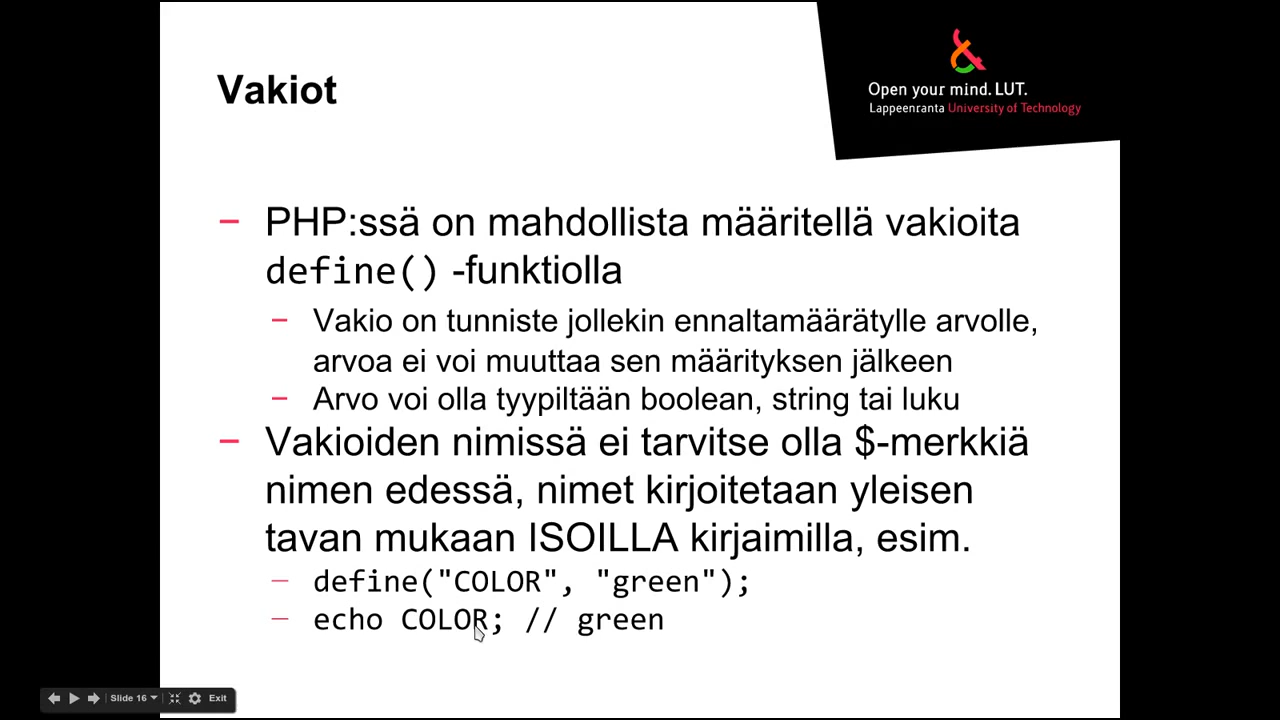 Vakiot
Open your mind. LUT.
Lappeenranta University of Technology
– PHP:ssä on mahdollista määritellä vakioita
define() -funktiolla
– Vakio on tunniste jollekin ennaltamäärätylle arvolle,
arvoa ei voi muuttaa sen määrityksen jälkeen
– Arvo voi olla tyypiltään boolean, string tai luku
– Vakioiden nimissä ei tarvitse olla $-merkkiä
nimen edessä, nimet kirjoitetaan yleisen
tavan mukaan ISOILLA kirjaimilla, esim.
– define("COLOR", "green");
– echo COLOR; // green
Slide 16 Exit